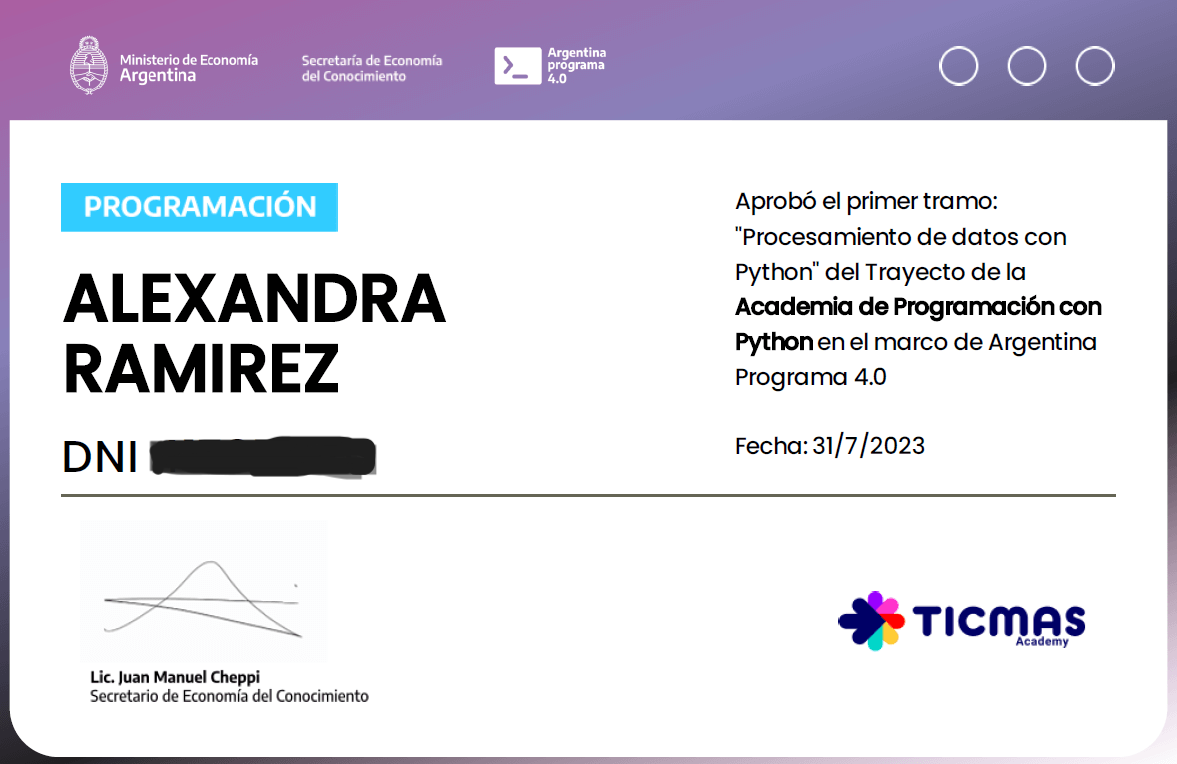 Ministerio de Economía
Argentina
Secretaría de Economía
del Conocimiento
Argentina
programa
4.0
PROGRAMACIÓN
ALEXANDRA
RAMIREZ
DNI
Aprobó el primer tramo:
"Procesamiento de datos con
Python" del Trayecto de la
Academia de Programación con
Python en el marco de Argentina
Programa 4.0
Fecha: 31/7/2023
Lic. Juan Manuel Cheppi
Secretario de Economía del Conocimiento
TICMAS
Academy